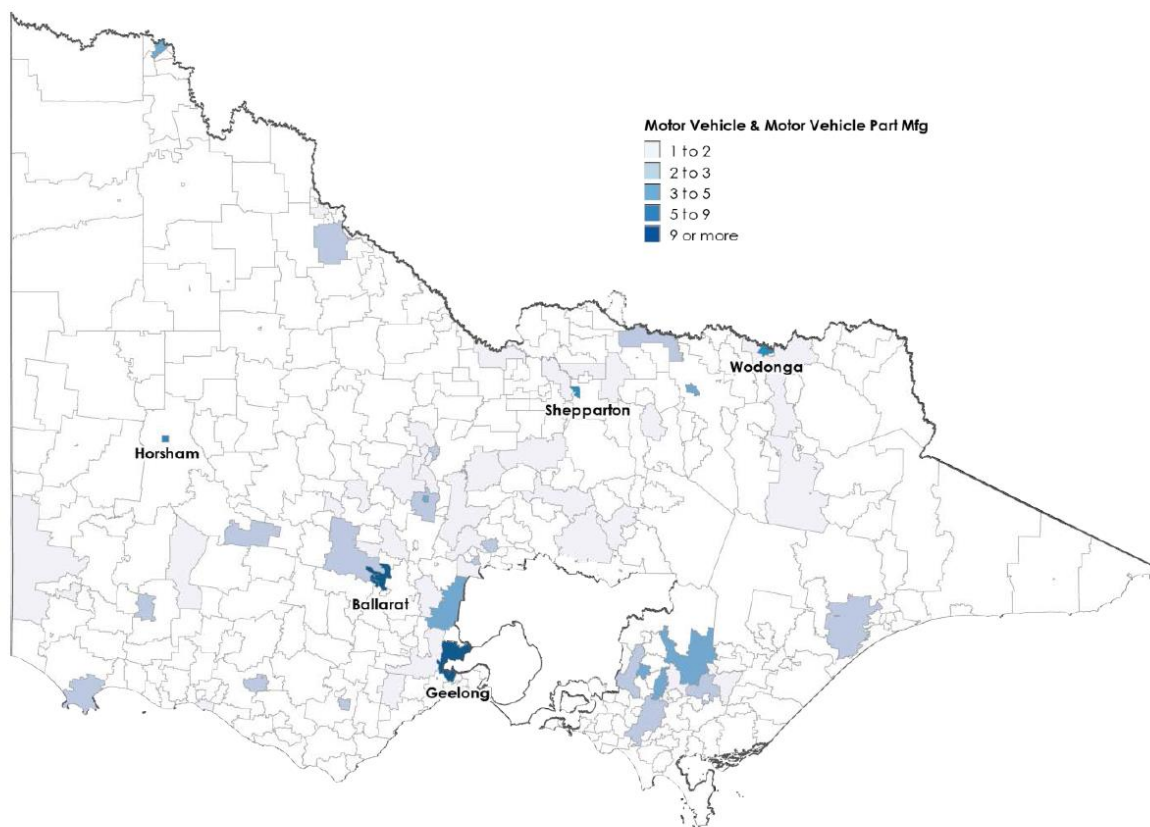 Motor Vehicle & Motor Vehicle Part Mfg
1 to 2
2 to 3
3 to 5
5 to 9
9 or more
Wodonga
Shepparton
Horsham
Ballarat
Geelong